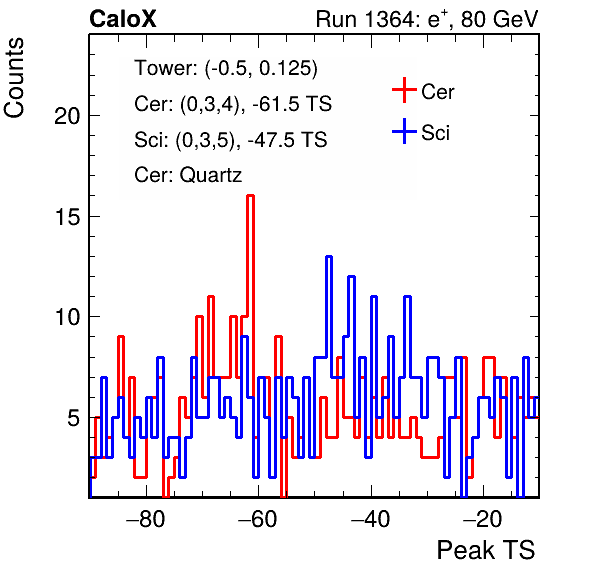 CaloX Run 1364: e+, 80 GeV
Counts
Tower: (-0.5, 0.125)
Cer: (0,3,4), -61.5 TS
Sci: (0,3,5), -47.5 TS
Cer: Quartz
Cer
Sci
20
15
10
5
−80 −60 −40 −20
Peak TS